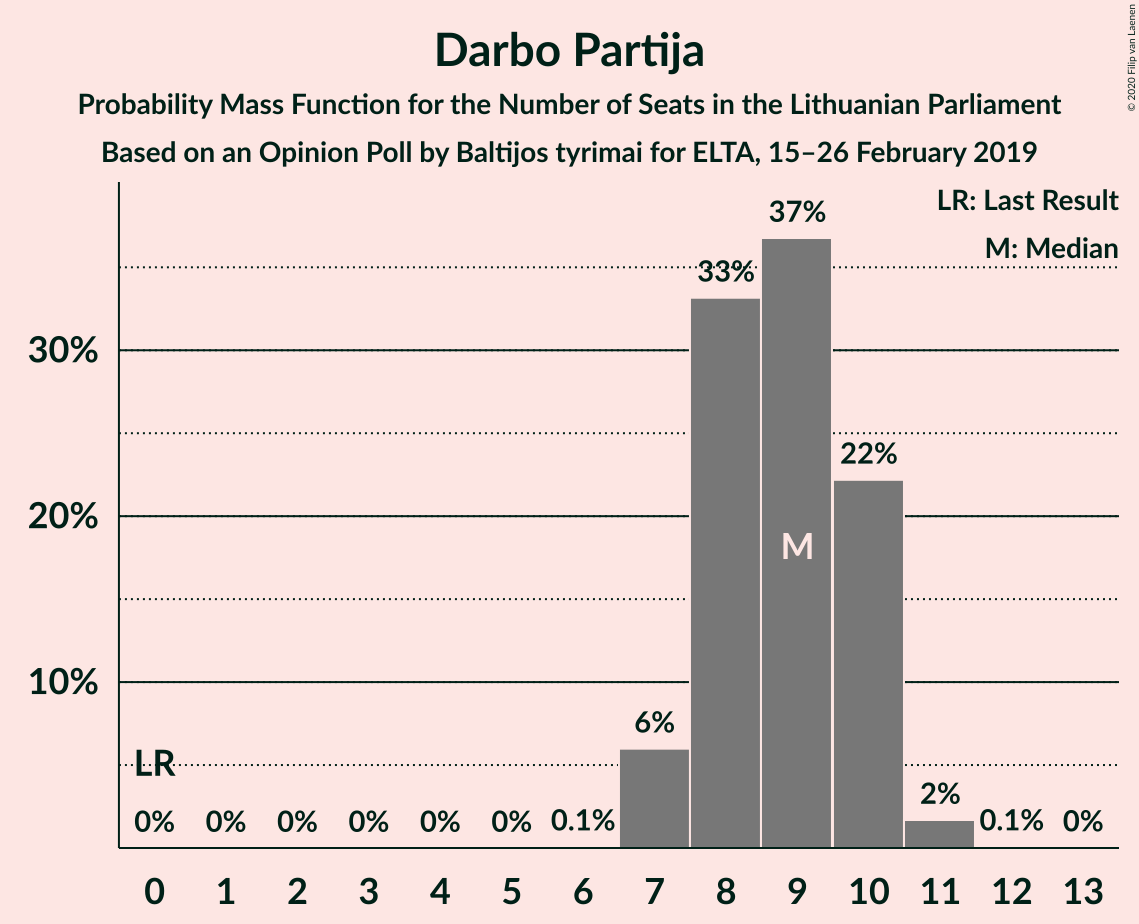 Darbo Partija
Probability Mass Function for the Number of Seats in the Lithuanian Parliament
Based on an Opinion Poll by Baltijos tyrimai for ELTA, 15–26 February 2019
© 2020 Filip van Laenen
LR: Last Result
M: Median
37%
33%
30%
22%
20%
M
10%
6%
LR
2%
0% 0% 0% 0% 0% 0% 0.1% 0.1% 0%
0 1 2 3 4 5 6 7 8 9 10 11 12 13